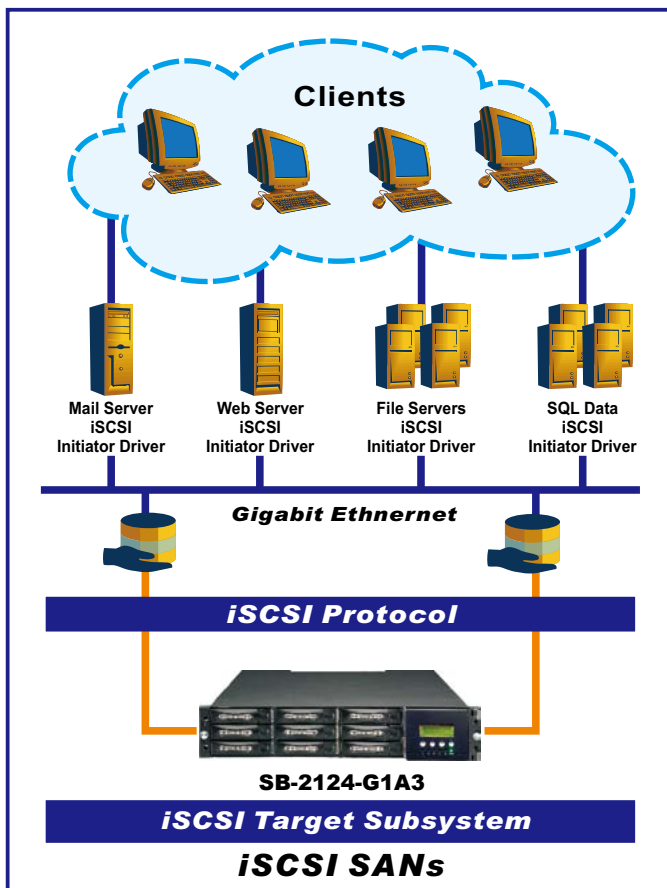 Clients
Mail Server
iSCSI
Initiator Driver
Web Server
iSCSI
Initiator Driver
File Servers
iSCSI
Initiator Driver
SQL Data
iSCSI
Initiator Driver
Gigabit Ethnernet
iSCSI Protocol
SB-2124-G1A3
iSCSI Target Subsystem
iSCSI SANs